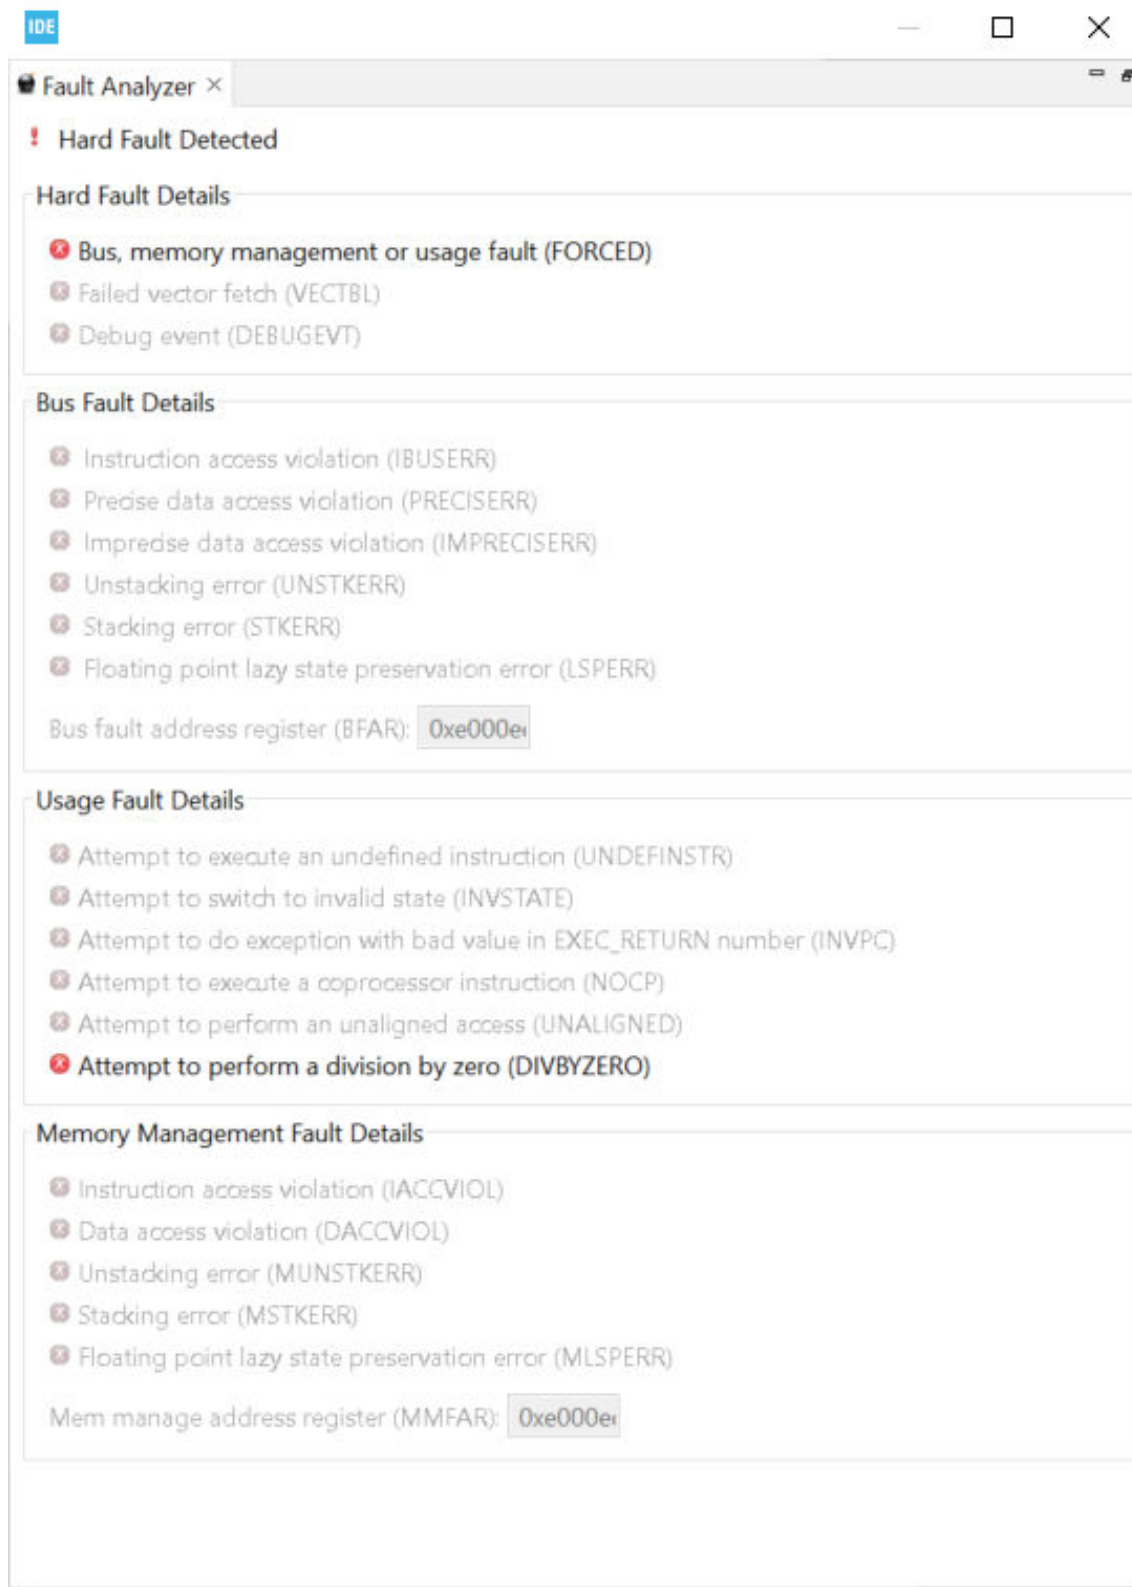 IDE
Fault Analyzer
Hard Fault Detected
Hard Fault Details
Bus, memory management or usage fault (FORCED)
Failed vector fetch (VECTBL)
Debug event (DEBUGEVT)
Bus Fault Details
Instruction access violation (IBUSERR)
Precise data access violation (PRECISERR)
Imprecise data access violation (IMPRECISERR)
Unstacking error (UNSTKERR)
Stacking error (STKERR)
Floating point lazy state preservation error (LSPERR)
Bus fault address register (BFAR):
Usage Fault Details
Attempt to execute an undefined instruction (UNDEFINSTR)
Attempt to switch to invalid state (INVSTATE)
Attempt to do exception with bad value in EXEC_RETURN number (INVPC)
Attempt to execute a coprocessor instruction (NOCP)
Attempt to perform an unaligned access (UNALIGNED)
Attempt to perform a division by zero (DIVBYZERO)
Memory Management Fault Details
Instruction access violation (IACCVIOL)
Data access violation (DACCVIOL)
Unstacking error (MUNSTKERR)
Stacking error (MSTKERR)
Floating point lazy state preservation error (MLSPERR)
Mem manage address register (MMFAR):